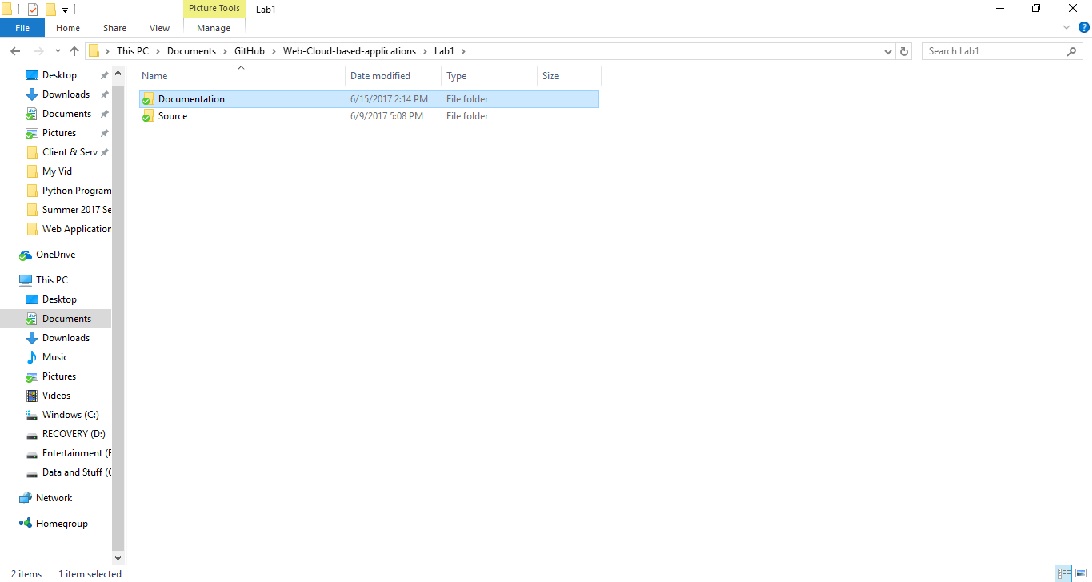 Picture Tools Lab1
File Home Share View Manage
This PC > Documents > GitHub > Web-Cloud-based-applications > Lab1 >
Search Lab1
Name Date modified Type Size
Documentation 6/15/2017 2:14 PM File folder
Source 6/9/2017 5:08 PM File folder
Desktop
Downloads
Documents
Pictures
Client & Serv
My Vid
Python Program
Summer 2017 Se
Web Application
OneDrive
This PC
Desktop
Documents
Downloads
Music
Pictures
Videos
Windows (C:)
RECOVERY (D:)
Entertainment (
Data and Stuff (
Network
Homegroup
2 items 1 item selected